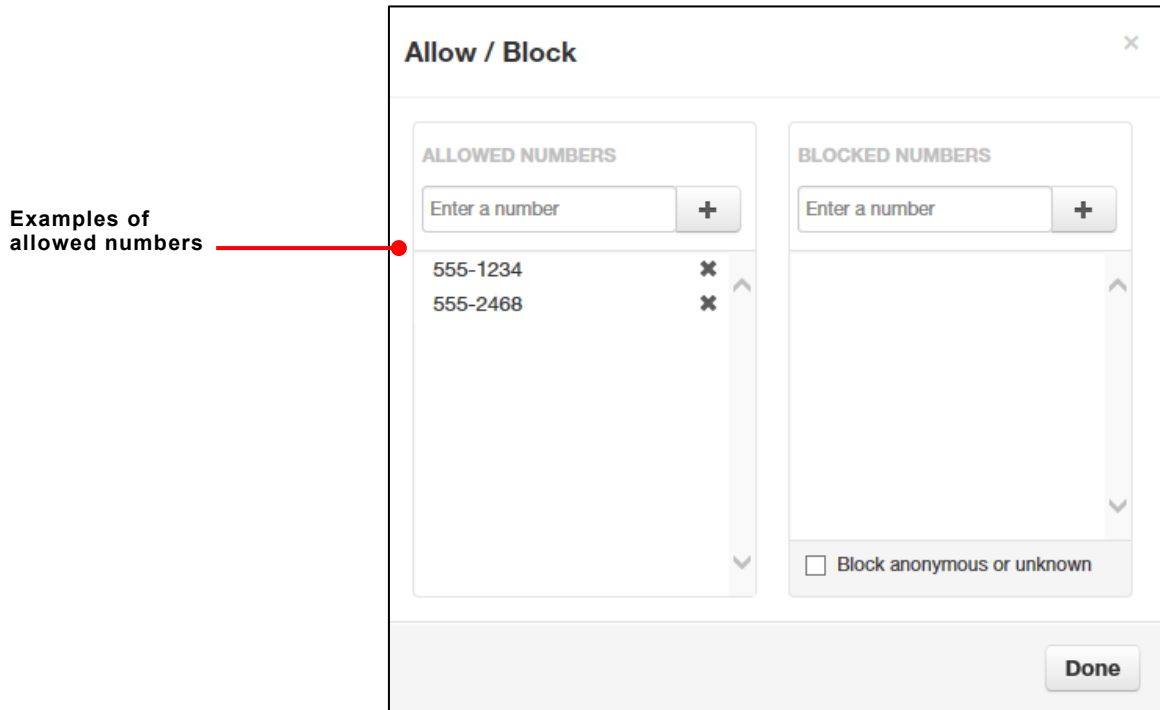 Allow / Block
×
Examples of
allowed numbers
ALLOWED NUMBERS
Enter a number
+
555-1234
✖
555-2468
✖
BLOCKED NUMBERS
Enter a number
+
Block anonymous or unknown
Done